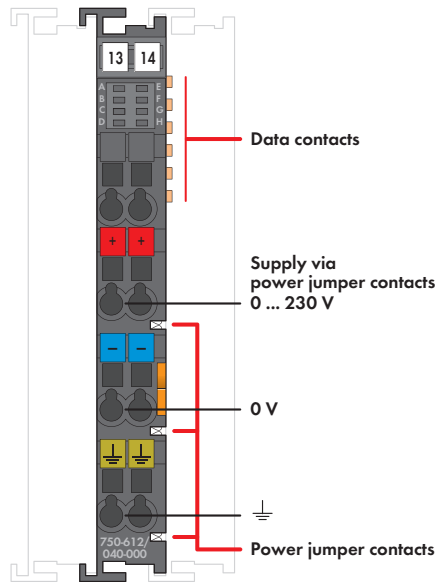 13 14
A E
B F
C G
D H
Data contacts
+ +
Supply via
power jumper contacts
0 ... 230 V
− −
0 V
750-612/
040-000
Power jumper contacts